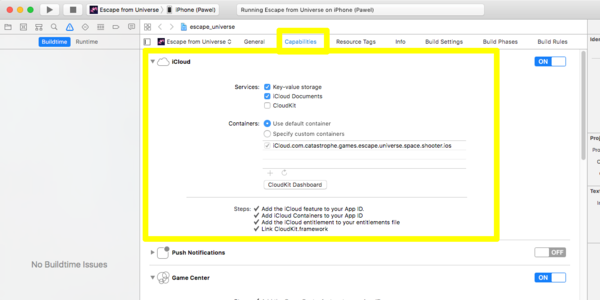 Escape from Universe
iPhone (Pawel)
Running Escape from Universe on iPhone (Pawel)
escape_universe
Buildtime
Runtime
Escape from Universe
General
Capabilities
Resource Tags
Info
Build Settings
Build Phases
Build Rules
iCloud
ON
Services:
Key-value storage
iCloud Documents
CloudKit
Containers:
Use default container
Specify custom containers
iCloud.com.catastrophe.games.escape.universe.space.shooter.ios
CloudKit Dashboard
Steps:
Add the iCloud feature to your App ID.
Add iCloud Containers to your App ID
Add the iCloud entitlement to your entitlements file
Link CloudKit.framework
No Buildtime Issues
Push Notifications
OFF
Game Center
ON
Iden
Proje
Text